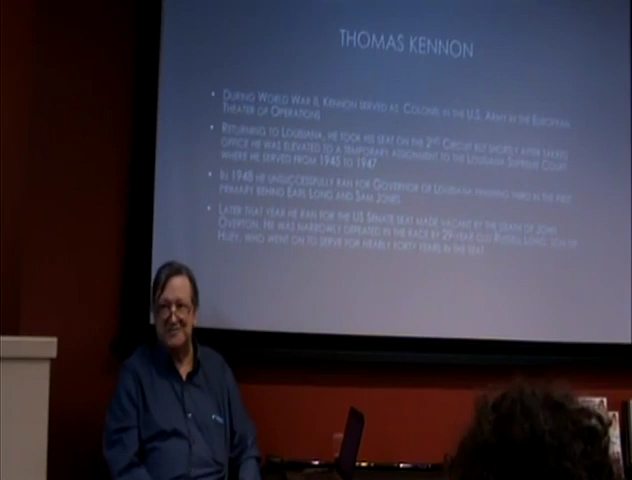 THOMAS KENNON
• DURING WORLD WAR II, KENNON SERVED AS COLONEL IN THE U.S. ARMY IN THE EUROPEAN
THEATER OF OPERATIONS
• RETURNING TO LOUISIANA, HE TOOK HIS SEAT ON THE 2ND CIRCUIT BUT SHORTLY AFTER TAKING
OFFICE HE WAS ELEVATED TO A TEMPORARY ASSIGNMENT TO THE LOUISIANA SUPREME COURT
WHERE HE SERVED FROM 1945 TO 1947
• IN 1948 HE UNSUCCESSFULLY RAN FOR GOVERNOR OF LOUISIANA FINISHING THIRD IN THE FIRST
PRIMARY BEHIND EARL LONG AND SAM JONES
• LATER THAT YEAR HE RAN FOR THE US SENATE SEAT MADE VACANT BY THE DEATH OF JOHN
OVERTON. HE WAS NARROWLY DEFEATED IN THE RACE BY 29-YEAR OLD RUSSELL LONG, SON OF
HUEY, WHO WENT ON TO SERVE FOR NEARLY FORTY YEARS IN THE SEAT